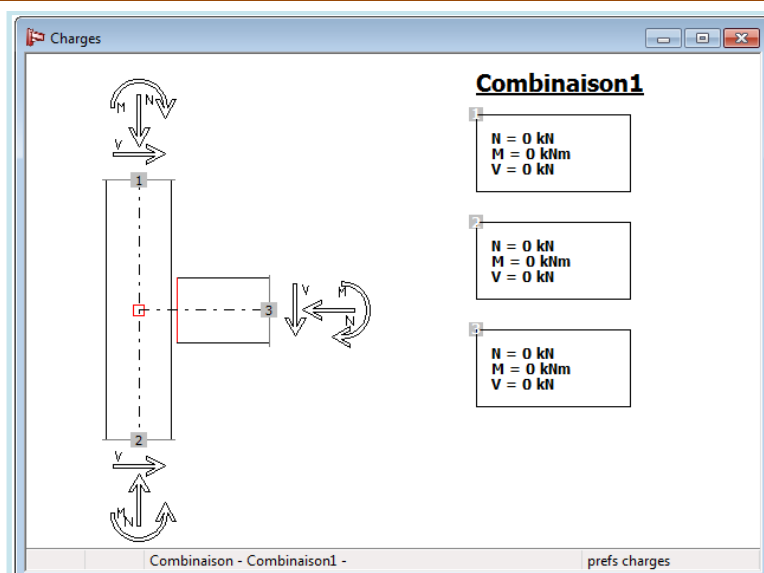 Charges
Combinaison1
M N
V
1
1
N = 0 kN
M = 0 kNm
V = 0 kN
2
N = 0 kN
M = 0 kNm
V = 0 kN
V M
3
N
3
N = 0 kN
M = 0 kNm
V = 0 kN
2
V
M
N
Combinaison - Combinaison1 -
prefs charges